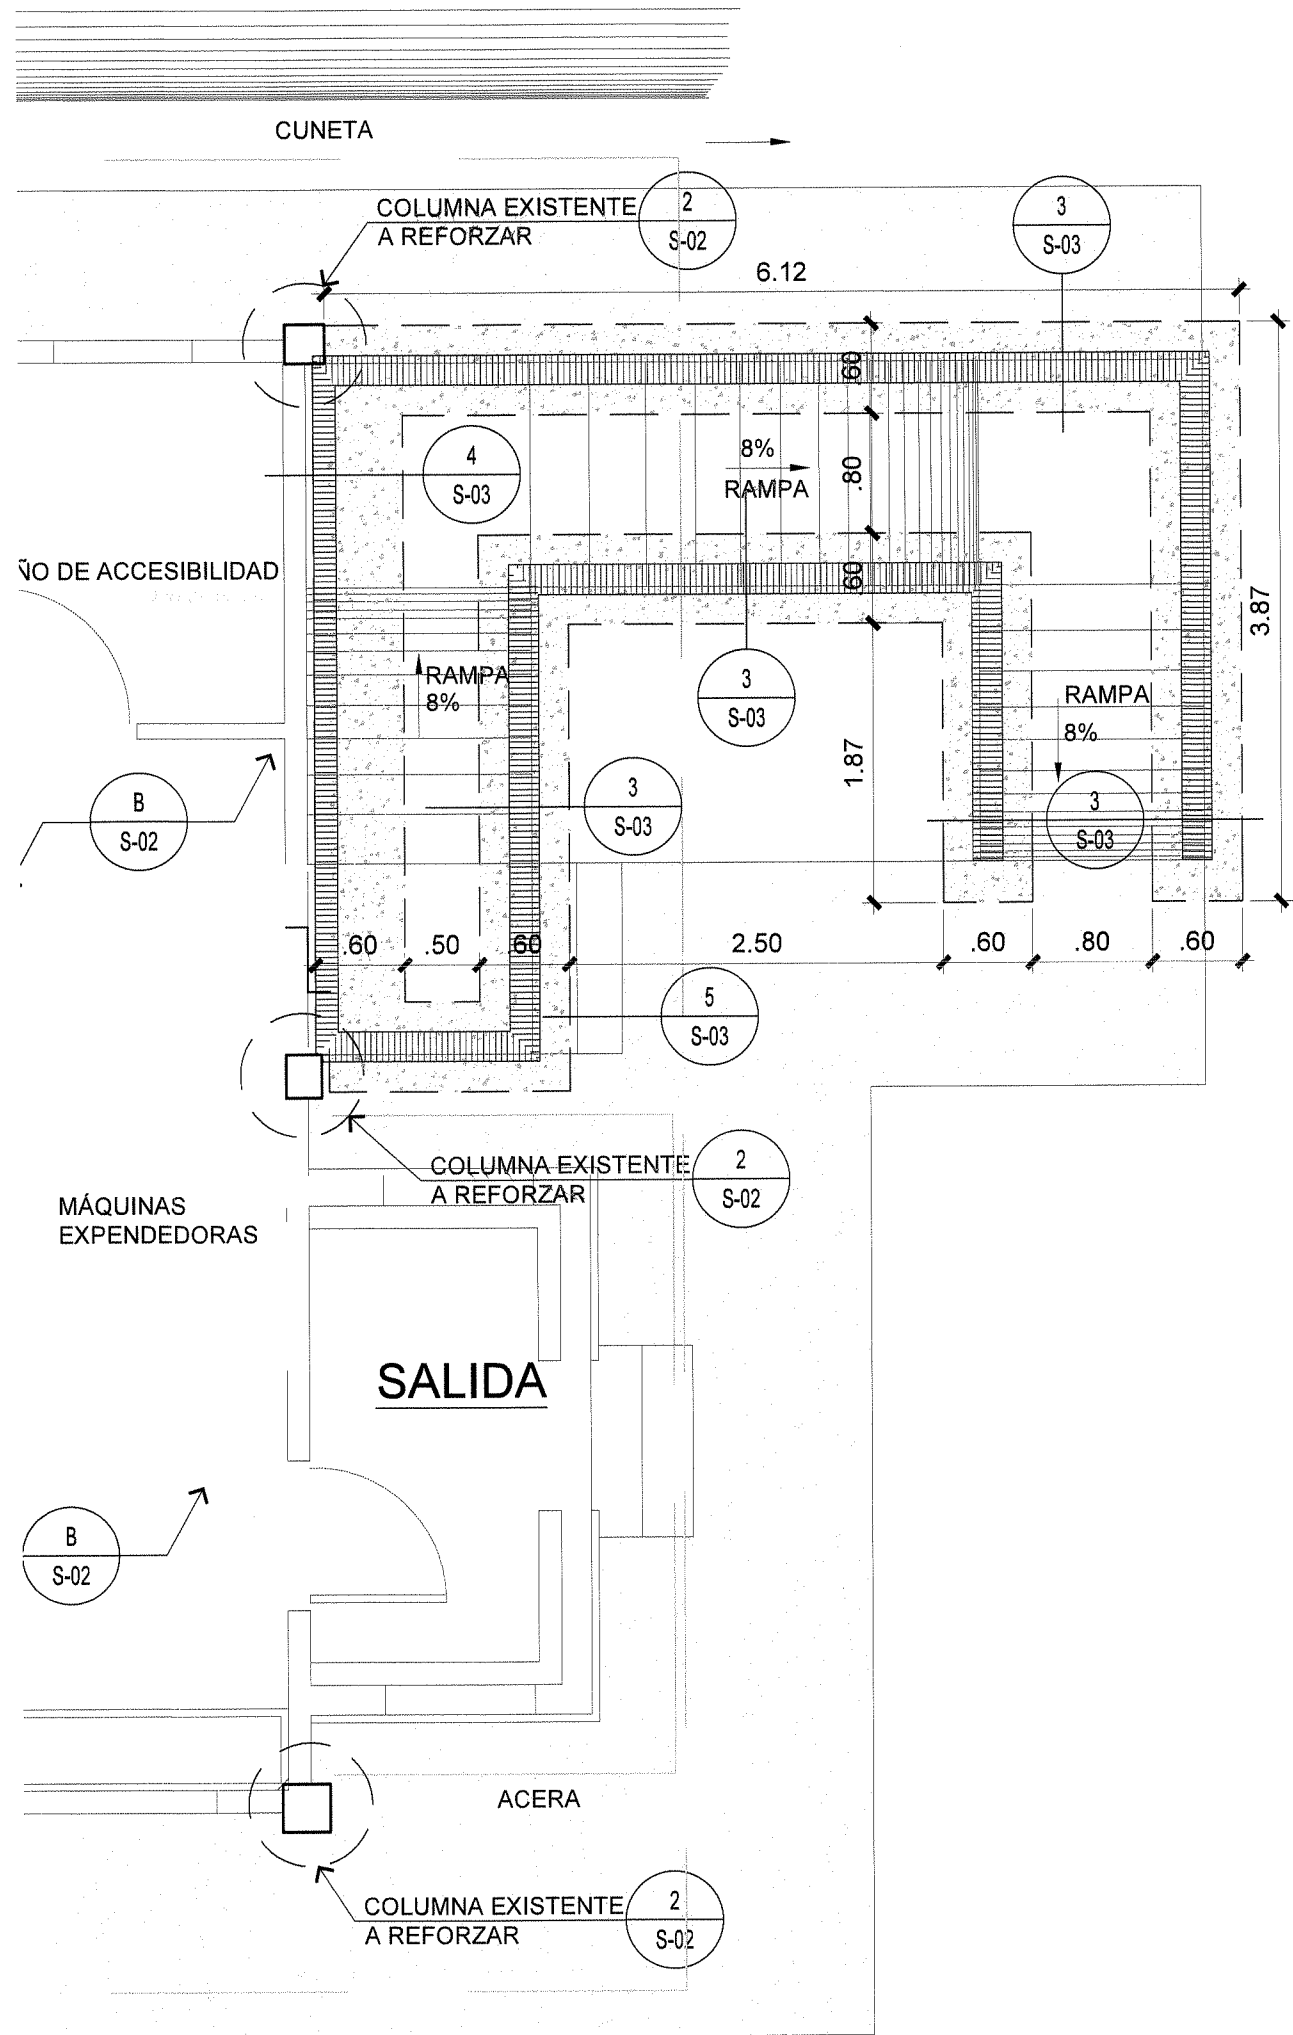 CUNETA
COLUMNA EXISTENTE
A REFORZAR
2
S-02
3
S-03
6.12
.60
4
S-03
8%
RAMPA
.80
ÑO DE ACCESIBILIDAD
.60
3.87
RAMPA
8%
3
S-03
RAMPA
8%
1.87
B
S-02
3
S-03
3
S-03
.60
.50
.60
2.50
.60
.80
.60
5
S-03
COLUMNA EXISTENTE
A REFORZAR
2
S-02
MÁQUINAS
EXPENDEDORAS
SALIDA
B
S-02
ACERA
COLUMNA EXISTENTE
A REFORZAR
2
S-02